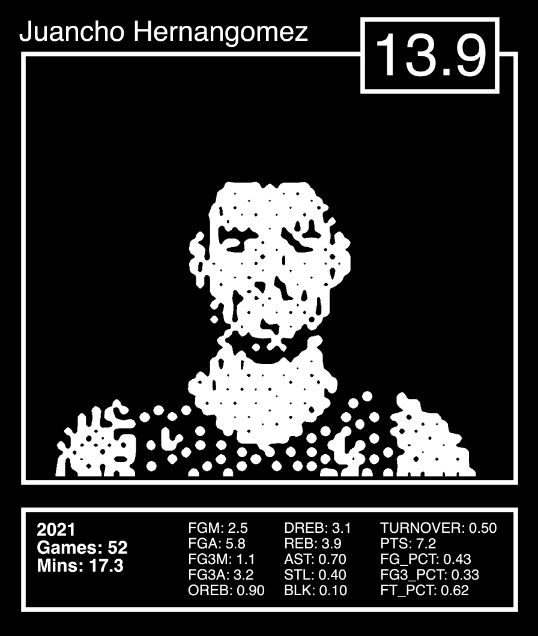 Juancho Hernangomez
13.9
2021
Games: 52
Mins: 17.3
FGM: 2.5
FGA: 5.8
FG3M: 1.1
FG3A: 3.2
OREB: 0.90
DREB: 3.1
REB: 3.9
AST: 0.70
STL: 0.40
BLK: 0.10
TURNOVER: 0.50
PTS: 7.2
FG_PCT: 0.43
FG3_PCT: 0.33
FT_PCT: 0.62